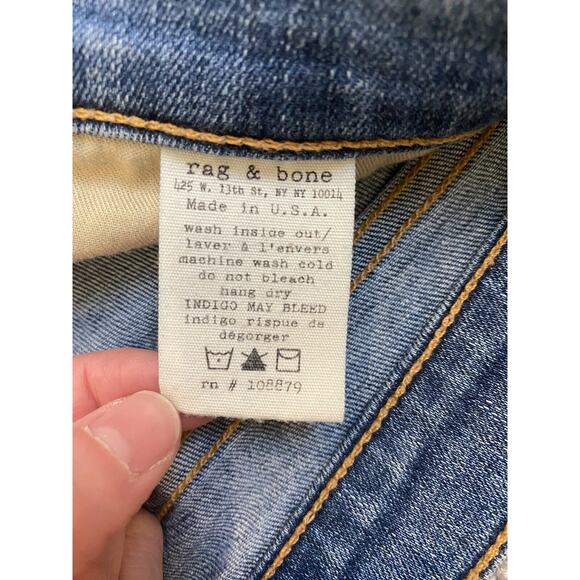 rag & bone
425 W. 13th St, NY NY 10014
Made in U.S.A.
wash inside out/
laver à l'envers
machine wash cold
do not bleach
hang dry
INDIGO MAY BLEED
indigo rispue de
dégorger
rn # 108879